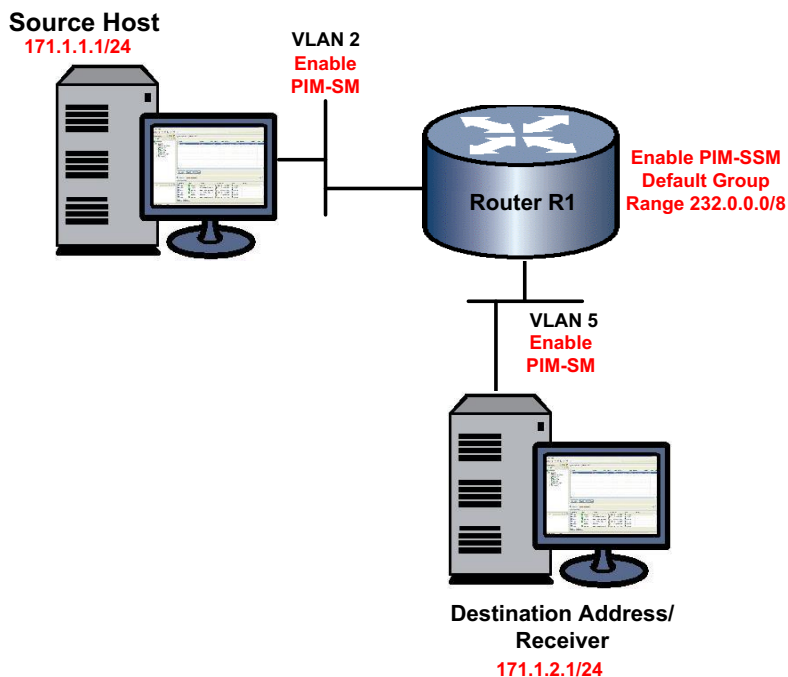 Source Host
171.1.1.1/24
VLAN 2
Enable
PIM-SM
Router R1
Enable PIM-SSM
Default Group
Range 232.0.0.0/8
VLAN 5
Enable
PIM-SM
Destination Address/
Receiver
171.1.2.1/24